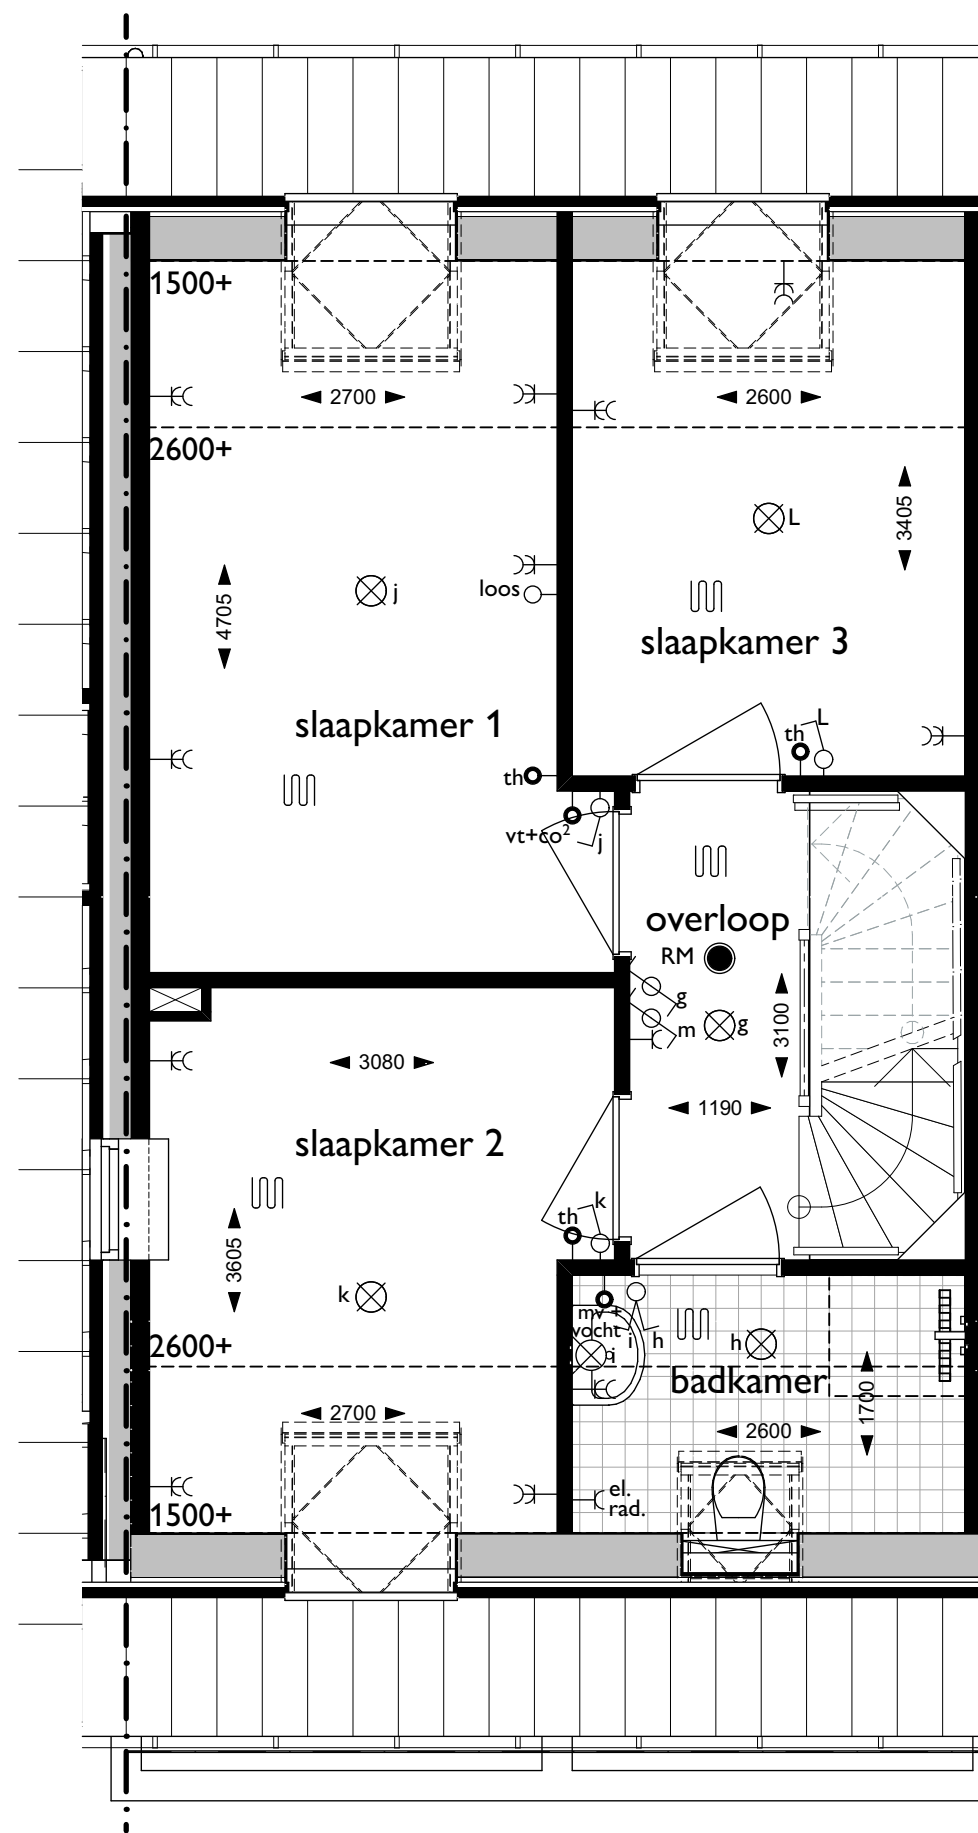 1500+
2700
2600
2600+
L
3405
j
loos
4705
slaapkamer 3
slaapkamer 1
L
th
th
vt+co²
j
overloop
RM
g
m
g
3100
3080
1190
slaapkamer 2
k
th
3605
k
mv +
vocht
i
h
i
h
2600+
badkamer
1700
2700
2600
el.
rad.
1500+